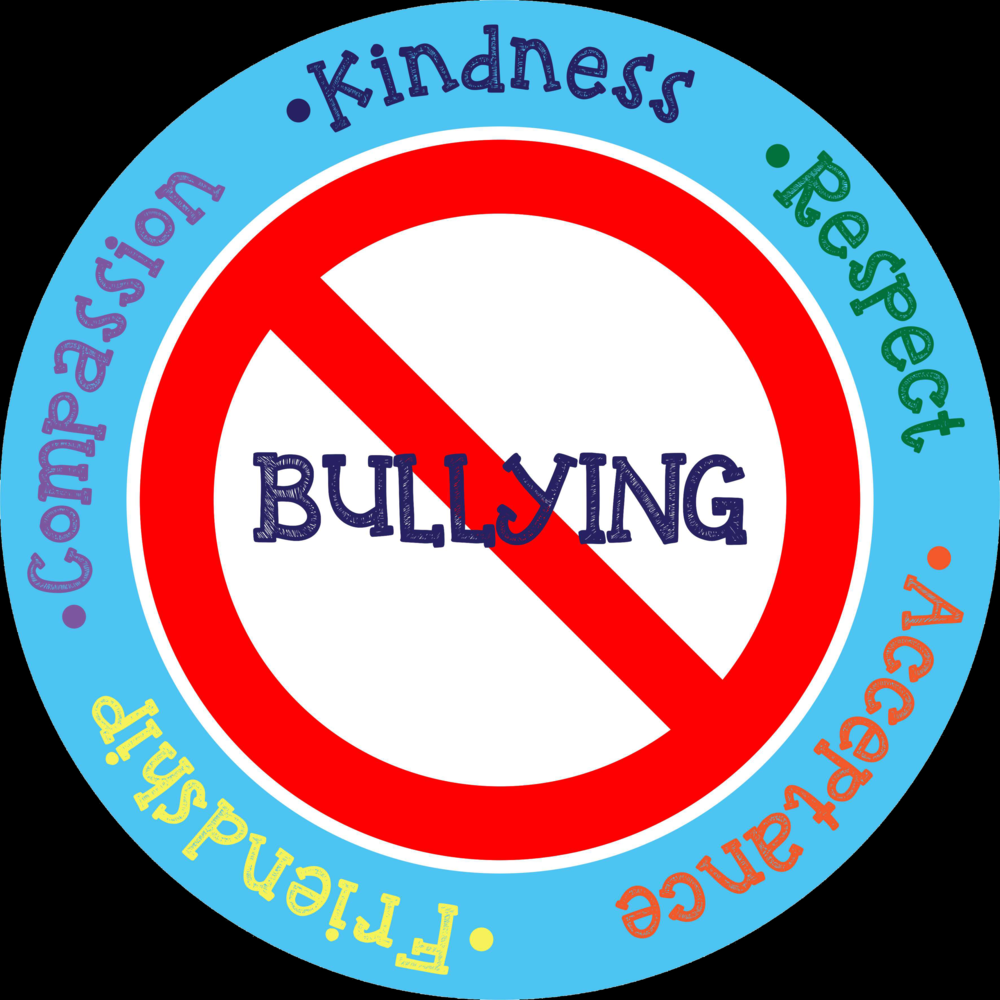 •Kindness
•Respect
•Acceptance
•Friendship
•Compassion
BULLYING